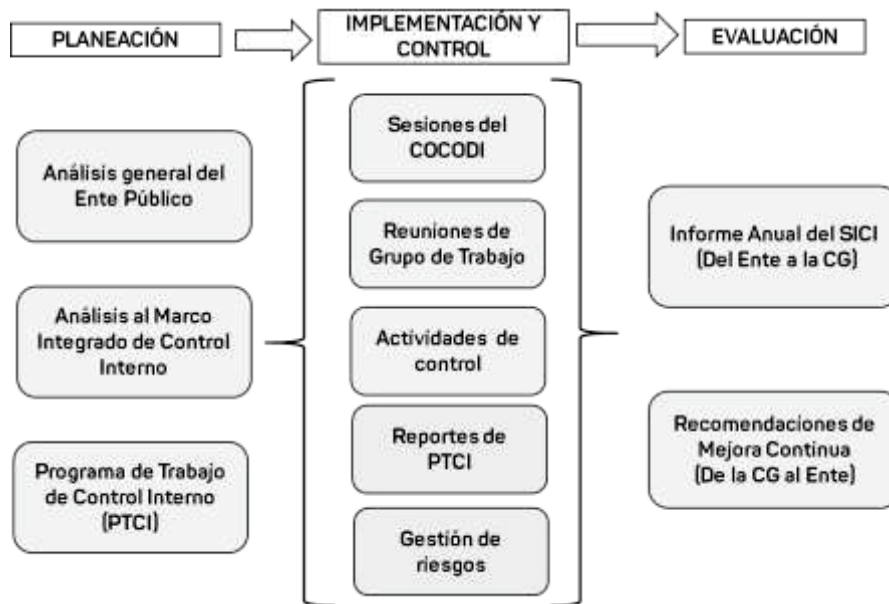 PLANEACIÓN
IMPLEMENTACIÓN Y
CONTROL
EVALUACIÓN
Análisis general del
Ente Público
Análisis al Marco
Integrado de Control
Interno
Programa de Trabajo
de Control Interno
(PTCI)
Sesiones del
COCODI
Reuniones de
Grupo de Trabajo
Actividades de
control
Reportes de
PTCI
Gestión de
riesgos
Informe Anual del SICI
(Del Ente a la CG)
Recomendaciones de
Mejora Continua
(De la CG al Ente)